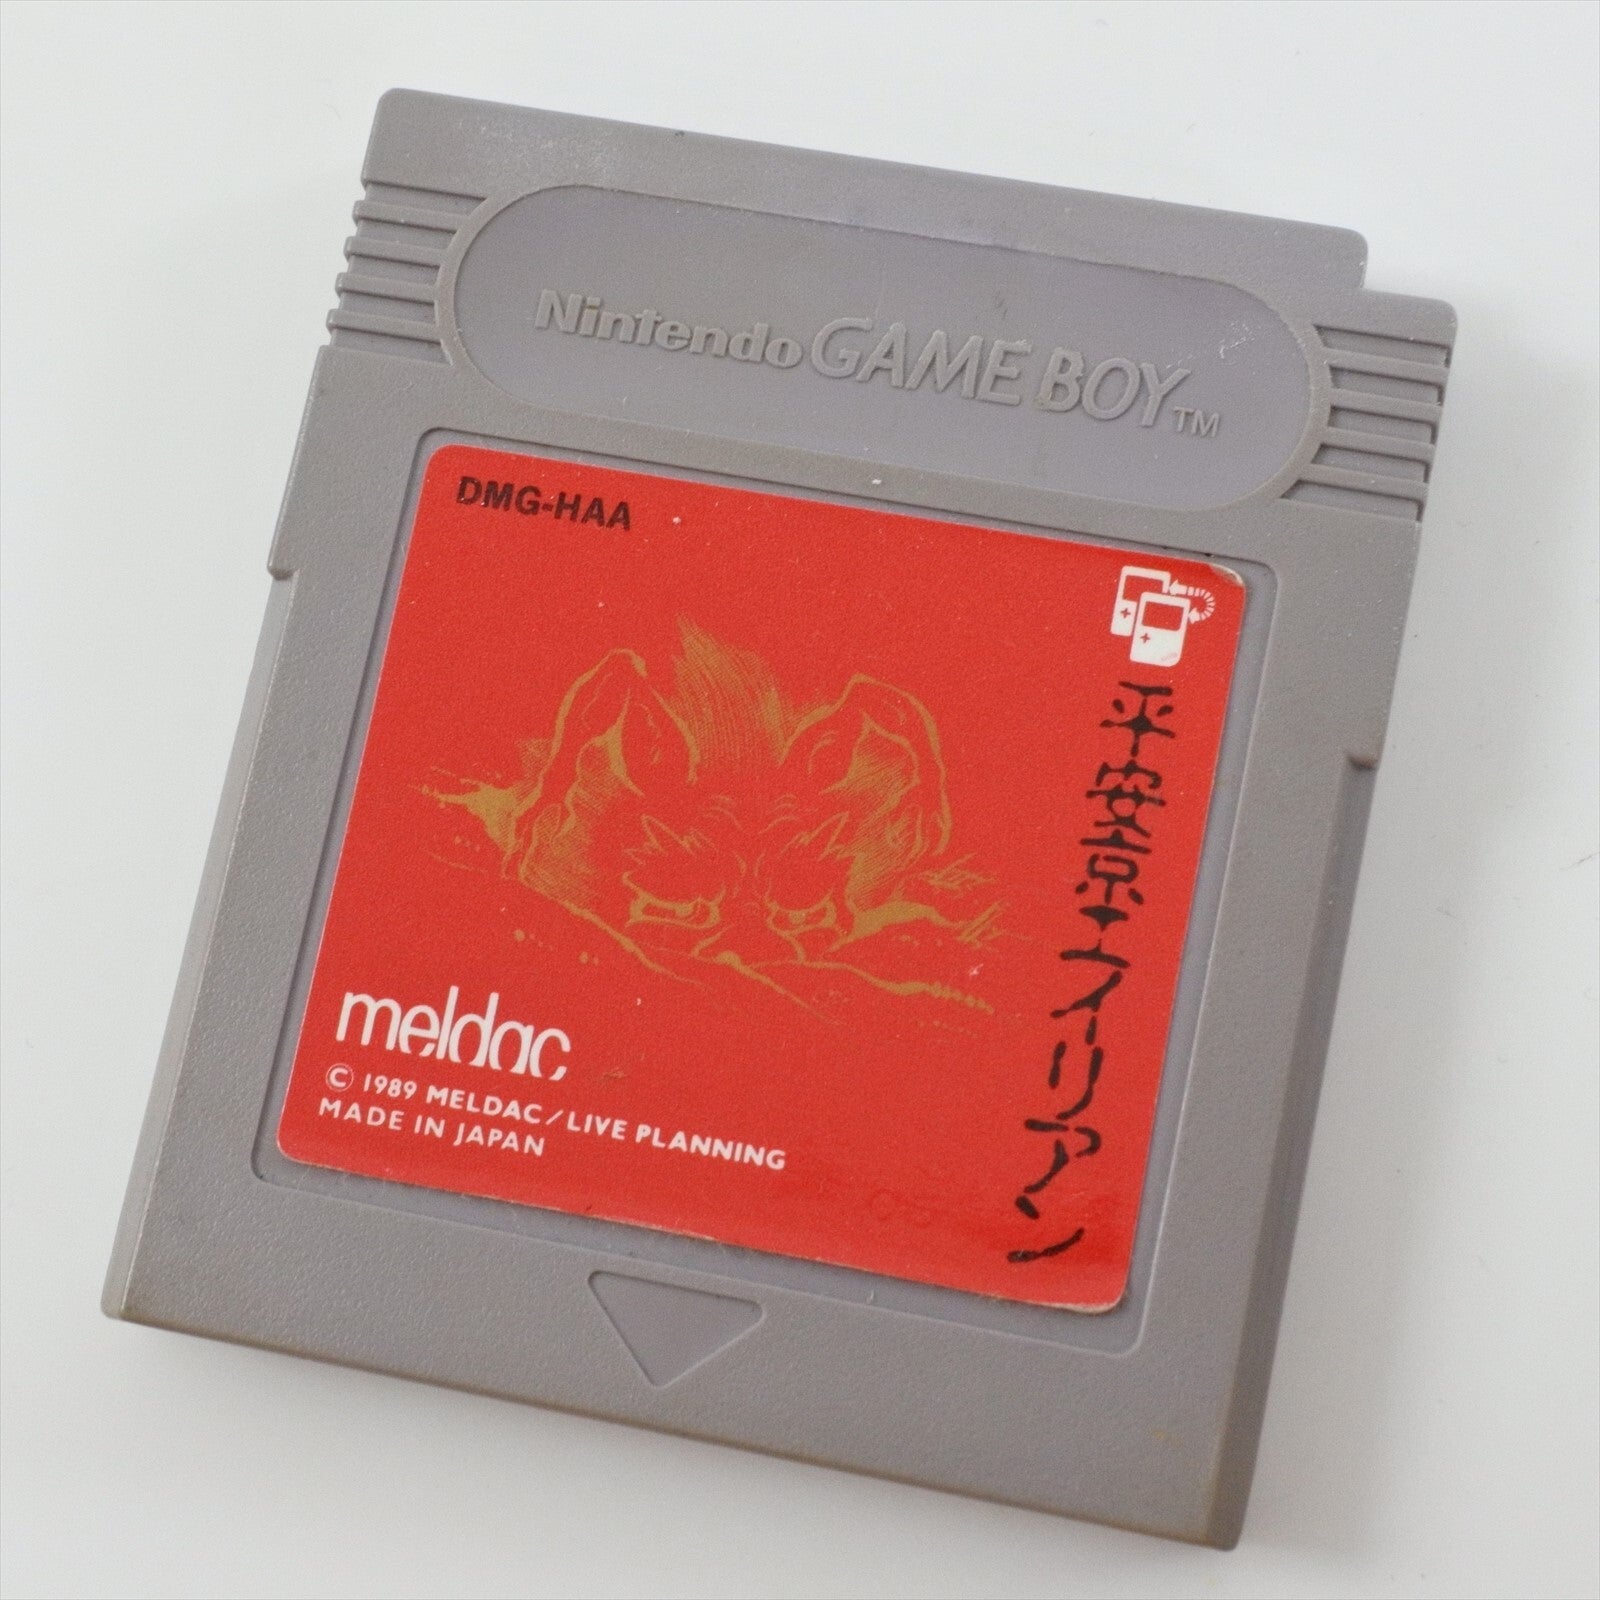 Nintendo GAME BOY™
DMG-HAA
平安京エイリアン
meldac
© 1989 MELDAC/LIVE PLANNING
MADE IN JAPAN